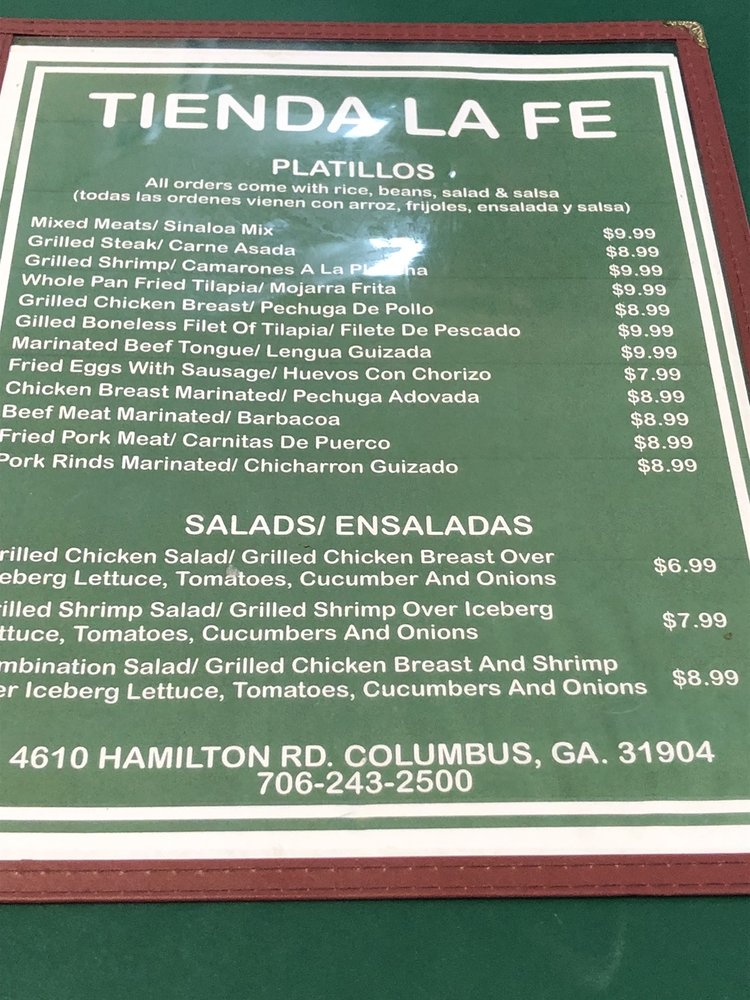 TIENDA LA FE
PLATILLOS
All orders come with rice, beans, salad & salsa
(todas las ordenes vienen con arroz, frijoles, ensalada y salsa)
Mixed Meats/ Sinaloa Mix $9.99
Grilled Steak/ Carne Asada $8.99
Grilled Shrimp/ Camarones A La $9.99
Whole Pan Fried Tilapia/ Mojarra Frita $9.99
Grilled Chicken Breast/ Pechuga De Pollo $8.99
Gilled Boneless Filet Of Tilapia/ Filete De Pescado $9.99
Marinated Beef Tongue/ Lengua Guizada $9.99
Fried Eggs With Sausage/ Huevos Con Chorizo $7.99
Chicken Breast Marinated/ Pechuga Adovada $8.99
Beef Meat Marinated/ Barbacoa $8.99
Fried Pork Meat/ Carnitas De Puerco $8.99
Pork Rinds Marinated/ Chicharron Guizado $8.99
SALADS/ ENSALADAS
rilled Chicken Salad/ Grilled Chicken Breast Over
eberg Lettuce, Tomatoes, Cucumber And Onions $6.99
rilled Shrimp Salad/ Grilled Shrimp Over Iceberg
ttuce, Tomatoes, Cucumbers And Onions $7.99
mbination Salad/ Grilled Chicken Breast And Shrimp
er Iceberg Lettuce, Tomatoes, Cucumbers And Onions $8.99
4610 HAMILTON RD. COLUMBUS, GA. 31904
706-243-2500